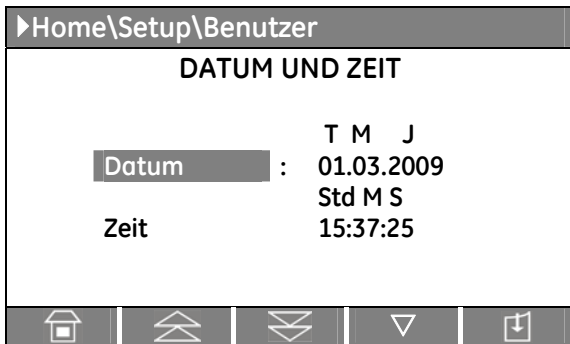 Home\Setup\Benutzer
DATUM UND ZEIT
T M J
Datum : 01.03.2009
Std M S
Zeit 15:37:25